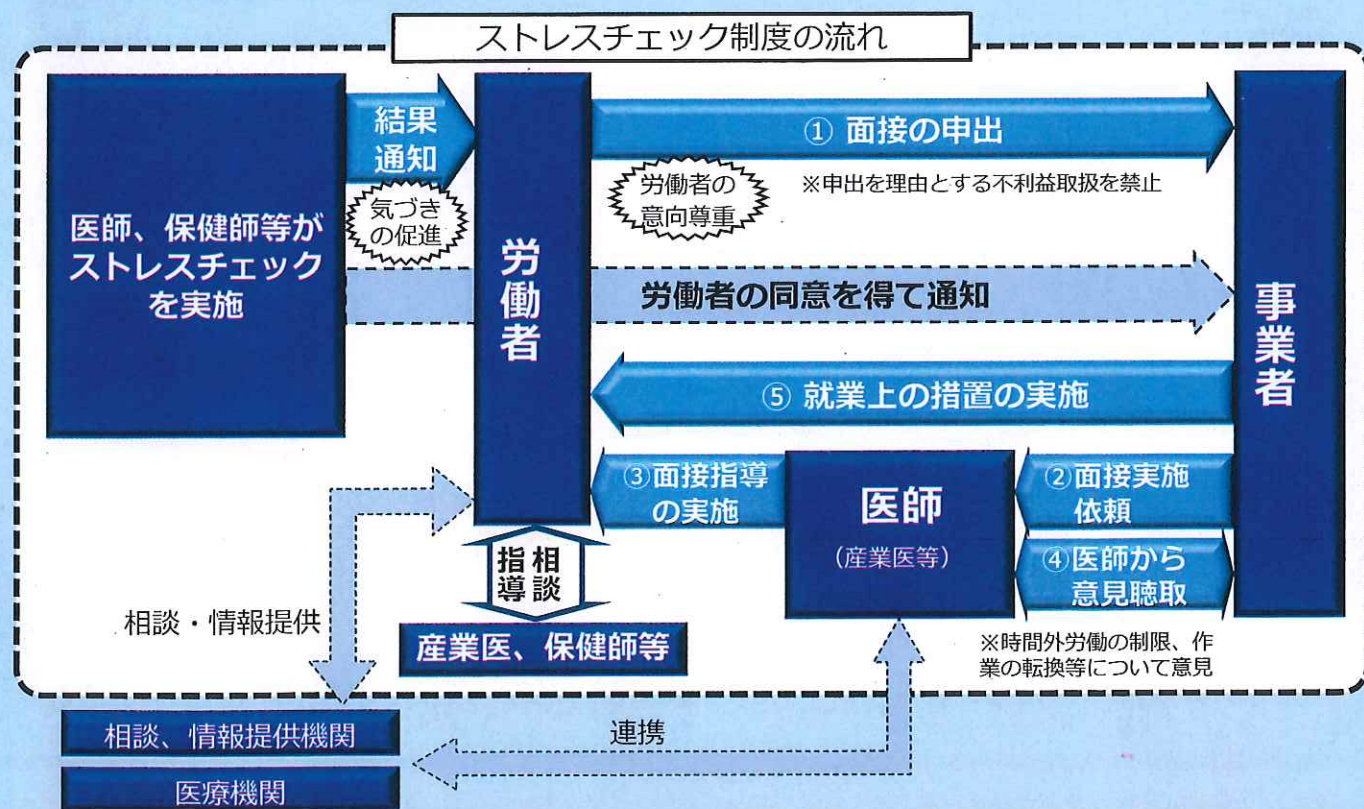 ストレスチェック制度の流れ
医師、保健師等が
ストレスチェック
を実施
結果
通知
気づき
の促進
労働者
① 面接の申出
労働者の
意向尊重
※申出を理由とする不利益取扱を禁止
労働者の同意を得て通知
事業者
⑤ 就業上の措置の実施
③面接指導
の実施
医師
（産業医等）
②面接実施
依頼
④医師から
意見聴取
※時間外労働の制限、作
業の転換等について意見
相談
指導
産業医、保健師等
相談・情報提供
相談、情報提供機関
医療機関
連携